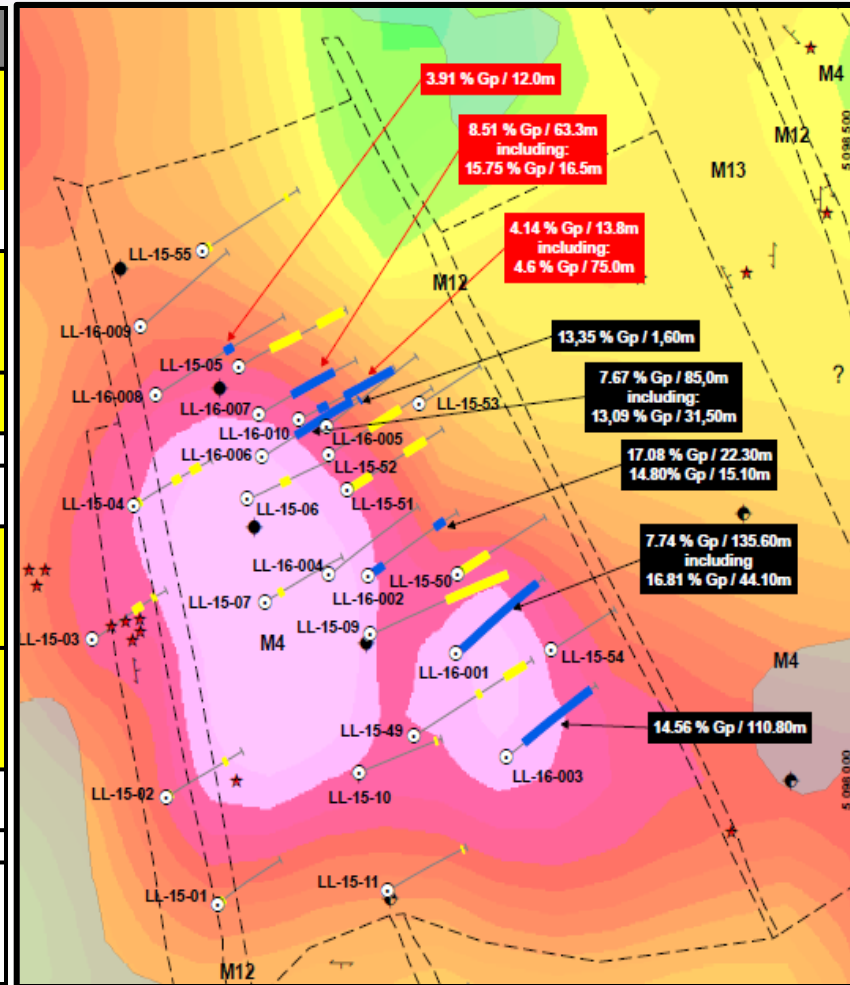 3.91 % Gp / 12.0m
M4
8.51 % Gp / 63.3m
including:
15.75 % Gp / 16.5m
M12
5 098 500
M13
4.14 % Gp / 13.8m
including:
4.6 % Gp / 75.0m
LL-15-55
M12
LL-16-009
13,35 % Gp / 1,60m
LL-15-05
7.67 % Gp / 85,0m
including:
13,09 % Gp / 31,50m
?
LL-16-008
LL-16-007
LL-15-53
LL-16-010
LL-16-005
LL-16-006
17.08 % Gp / 22.30m
14.80% Gp / 15.10m
LL-15-52
LL-15-04
LL-15-06
LL-15-51
7.74 % Gp / 135.60m
including
16.81 % Gp / 44.10m
LL-16-004
LL-15-50
LL-16-002
LL-15-07
LL-15-09
LL-15-03
M4
LL-15-54
M4
LL-16-001
14.56 % Gp / 110.80m
LL-15-49
LL-16-003
LL-15-10
LL-15-02
5 098 000
LL-15-11
LL-15-01
M12